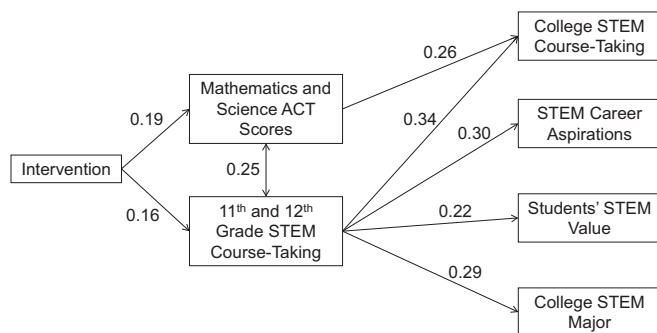 Intervention
0.19
0.16
Mathematics and
Science ACT
Scores
0.25
11th and 12th
Grade STEM
Course-Taking
0.26
0.34
0.30
0.22
0.29
College STEM
Course-Taking
STEM Career
Aspirations
Students' STEM
Value
College STEM
Major